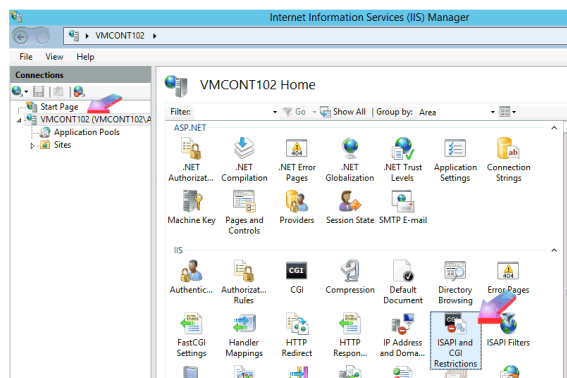 Internet Information Services (IIS) Manager
VMCONT102
File View Help
Connections
Start Page
VMCONT102 (VMCONT102\A
Application Pools
Sites
VMCONT102 Home
Filter: Go Show All Group by: Area
ASP.NET
.NET Authorizat...
.NET Compilation
.NET Error Pages
.NET Globalization
.NET Trust Levels
Application Settings
Connection Strings
Machine Key
Pages and Controls
Providers
Session State
SMTP E-mail
IIS
Authentic...
Authorizat... Rules
CGI
Compression
Default Document
Directory Browsing
Error Pages
FastCGI Settings
Handler Mappings
HTTP Redirect
HTTP Respon...
IP Address and Doma...
ISAPI and CGI Restrictions
ISAPI Filters